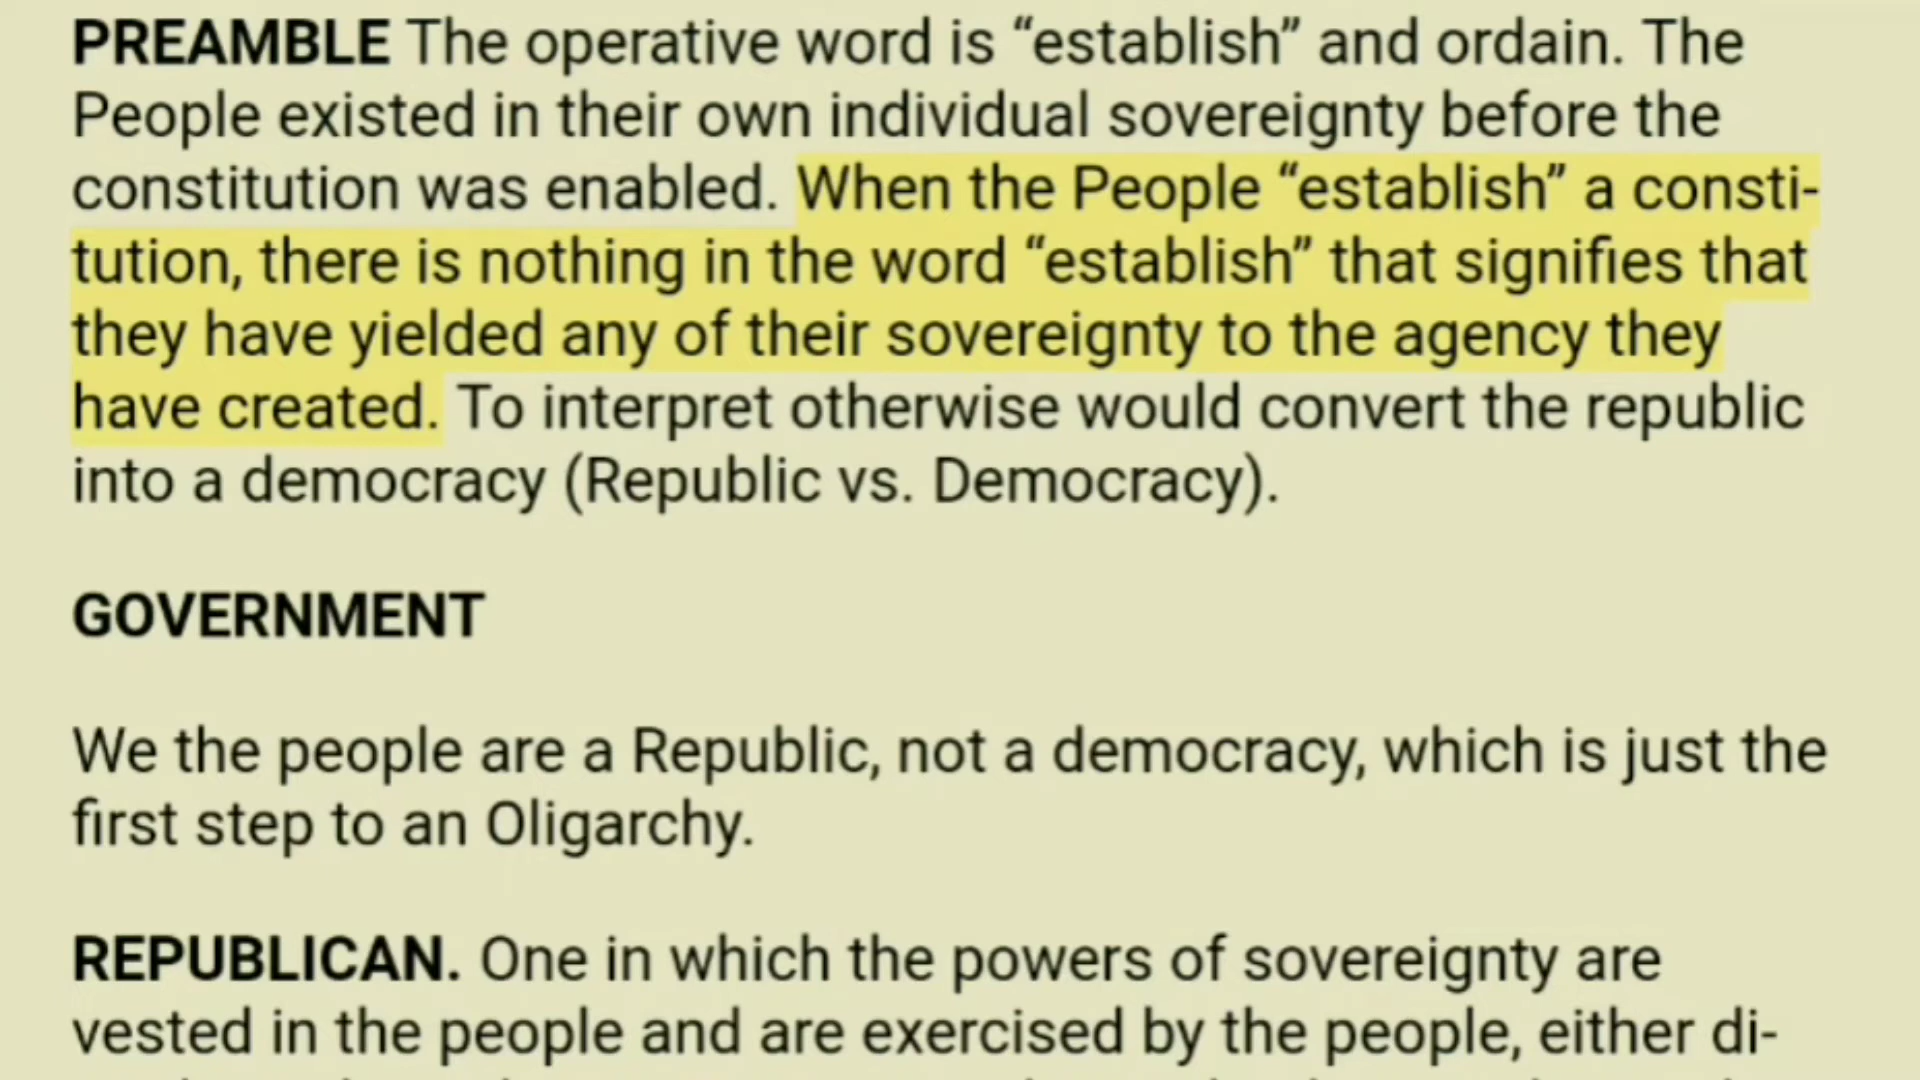 PREAMBLE The operative word is “establish” and ordain. The
People existed in their own individual sovereignty before the
constitution was enabled. When the People “establish” a consti-
tution, there is nothing in the word “establish” that signifies that
they have yielded any of their sovereignty to the agency they
have created. To interpret otherwise would convert the republic
into a democracy (Republic vs. Democracy).
GOVERNMENT
We the people are a Republic, not a democracy, which is just the
first step to an Oligarchy.
REPUBLICAN. One in which the powers of sovereignty are
vested in the people and are exercised by the people, either di-